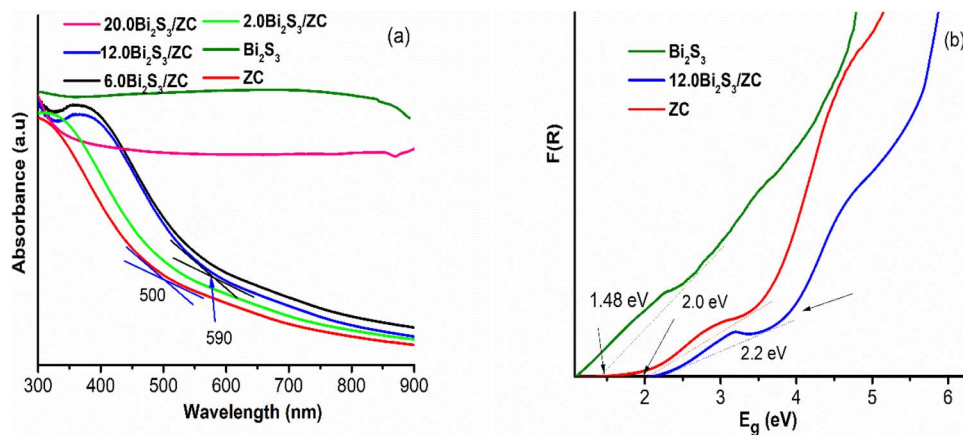 20.0Bi₂S₃/ZC
2.0Bi₂S₃/ZC
12.0Bi₂S₃/ZC
Bi₂S₃
6.0Bi₂S₃/ZC
ZC
(a)
Absorbance (a.u)
500
590
300 400 500 600 700 800 900
Wavelength (nm)
Bi₂S₃
12.0Bi₂S₃/ZC
ZC
(b)
F(R)
1.48 eV
2.0 eV
2.2 eV
2 3 4 5 6
E_g (eV)